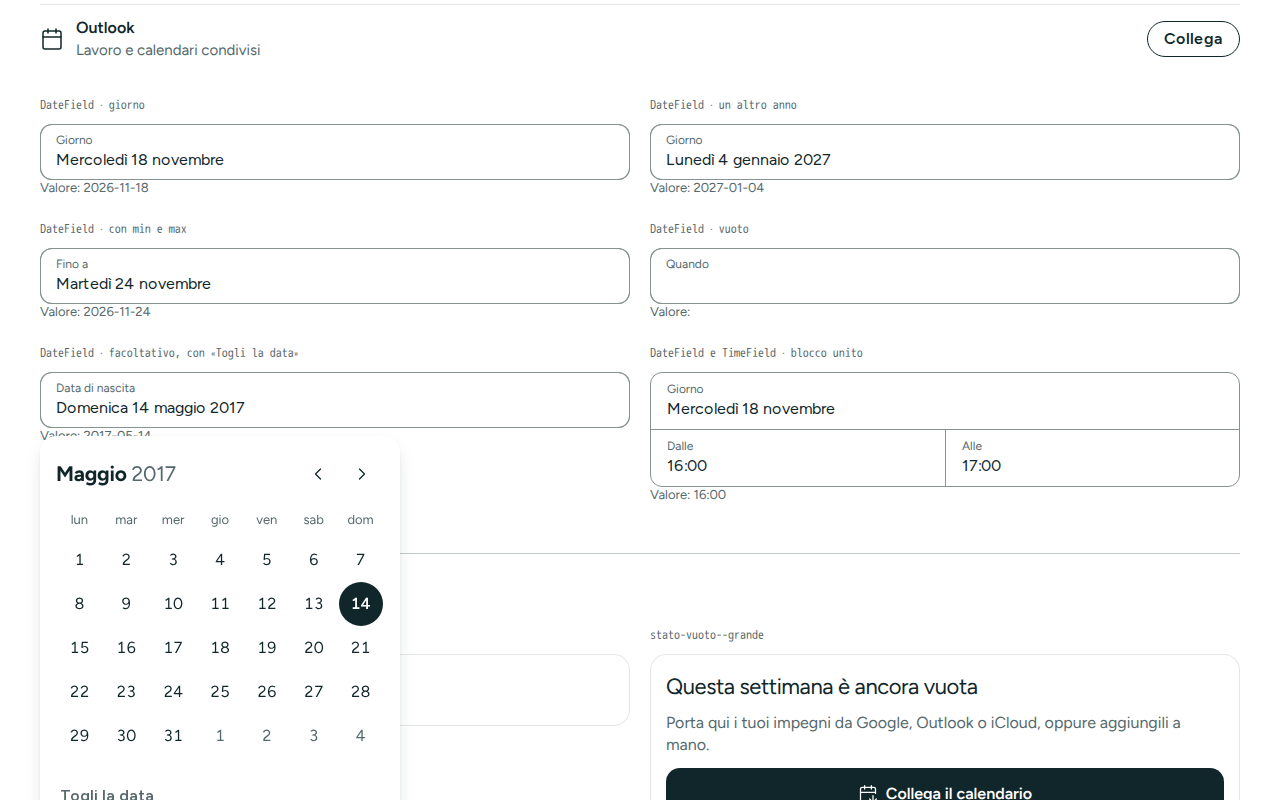 Outlook
Lavoro e calendari condivisi
Collega
DateField · giorno
Giorno
Mercoledì 18 novembre
Valore: 2026-11-18
DateField · un altro anno
Giorno
Lunedì 4 gennaio 2027
Valore: 2027-01-04
DateField · con min e max
Fino a
Martedì 24 novembre
Valore: 2026-11-24
DateField · vuoto
Quando
Valore:
DateField · facoltativo, con «Togli la data»
Data di nascita
Domenica 14 maggio 2017
Valore: 2017-05-14
DateField e TimeField · blocco unito
Giorno
Mercoledì 18 novembre
Dalle
16:00
Alle
17:00
Valore: 16:00
Maggio 2017
lun mar mer gio ven sab dom
1 2 3 4 5 6 7
8 9 10 11 12 13 14
15 16 17 18 19 20 21
22 23 24 25 26 27 28
29 30 31 1 2 3 4
Togli la data
stato-vuoto--grande
Questa settimana è ancora vuota
Porta qui i tuoi impegni da Google, Outlook o iCloud, oppure aggiungili a
mano.
Collega il calendario